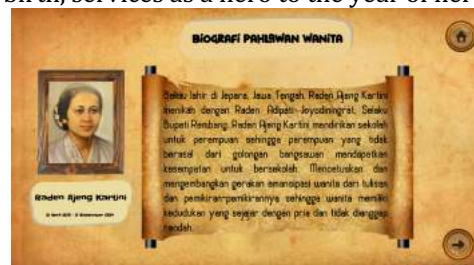 birth, services as a hero to the year of her
BIOGRAFI PAHLAWAN WANITA
Beliau lahir di Jepara, Jawa Tengah. Raden Ajeng Kartini
menikah dengan Raden Adipati Joyodiningrat, Selaku
Bupati Rembang. Raden Ajeng Kartini mendirikan sekolah
untuk perempuan sehingga perempuan yang tidak
berasal dari golongan bangsawan mendapatkan
kesempatan untuk bersekolah. Mencetuskan dan
mengembangkan gerakan emansipasi wanita dari tulisan
dan pemikiran-pemikirannya sehingga wanita memiliki
kedudukan yang sejajar dengan pria dan tidak dianggap
rendah.
Raden Ajeng Kartini